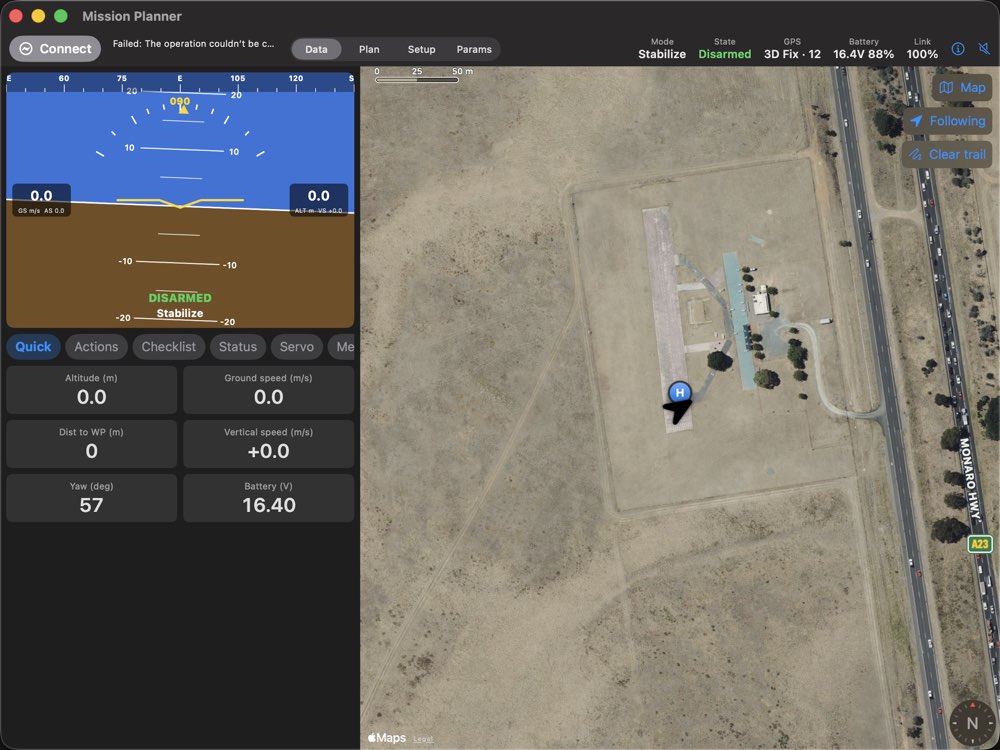 Mission Planner
Connect
Failed: The operation couldn't be c...
Data
Plan
Setup
Params
Mode
Stabilize
State
Disarmed
GPS
3D Fix · 12
Battery
16.4V 88%
Link
100%
E 60 75 E 105 120 S
20 20
090
10 10
0.0
GS m/s AS 0.0
0.0
ALT m VS +0.0
-10 -10
DISARMED
Stabilize
-20 -20
Quick
Actions
Checklist
Status
Servo
Me
Altitude (m)
0.0
Ground speed (m/s)
0.0
Dist to WP (m)
0
Vertical speed (m/s)
+0.0
Yaw (deg)
57
Battery (V)
16.40
0 25 50 m
Map
Following
Clear trail
H
MONARO HWY
A23
N
Maps
Legal